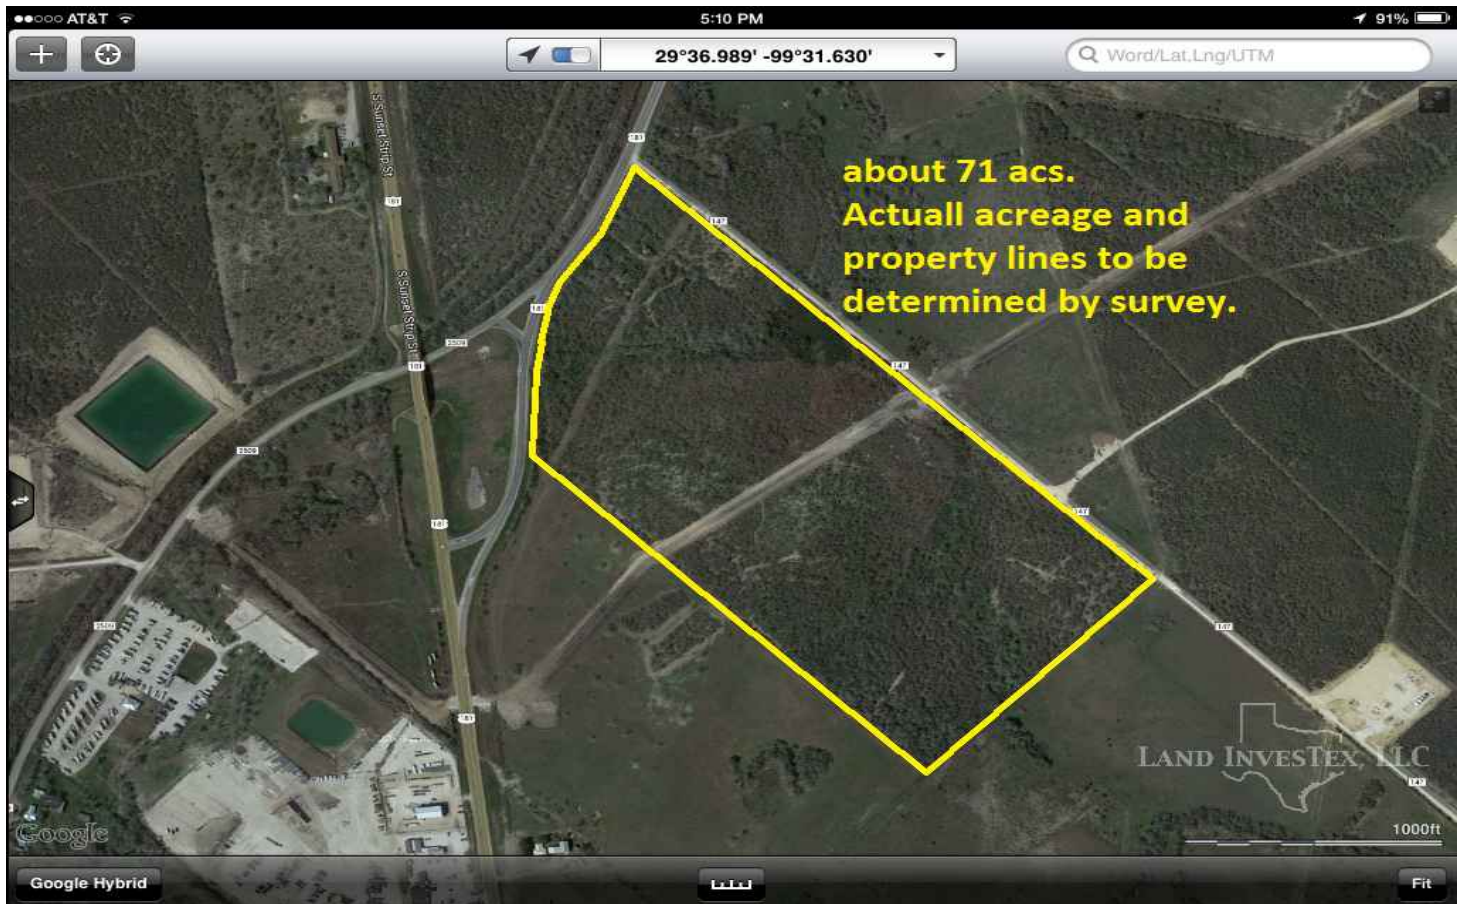 AT&T
5:10 PM
91%
29°36.989' -99°31.630'
Word/Lat,Lng/UTM
S Sunset Strip St
181
181
147
about 71 acs.
Actuall acreage and
property lines to be
determined by survey.
S Sunset Strip St
2509
181
147
2509
147
147
181
LAND INVESTEX, LLC
147
Google
1000ft
Google Hybrid
Fit